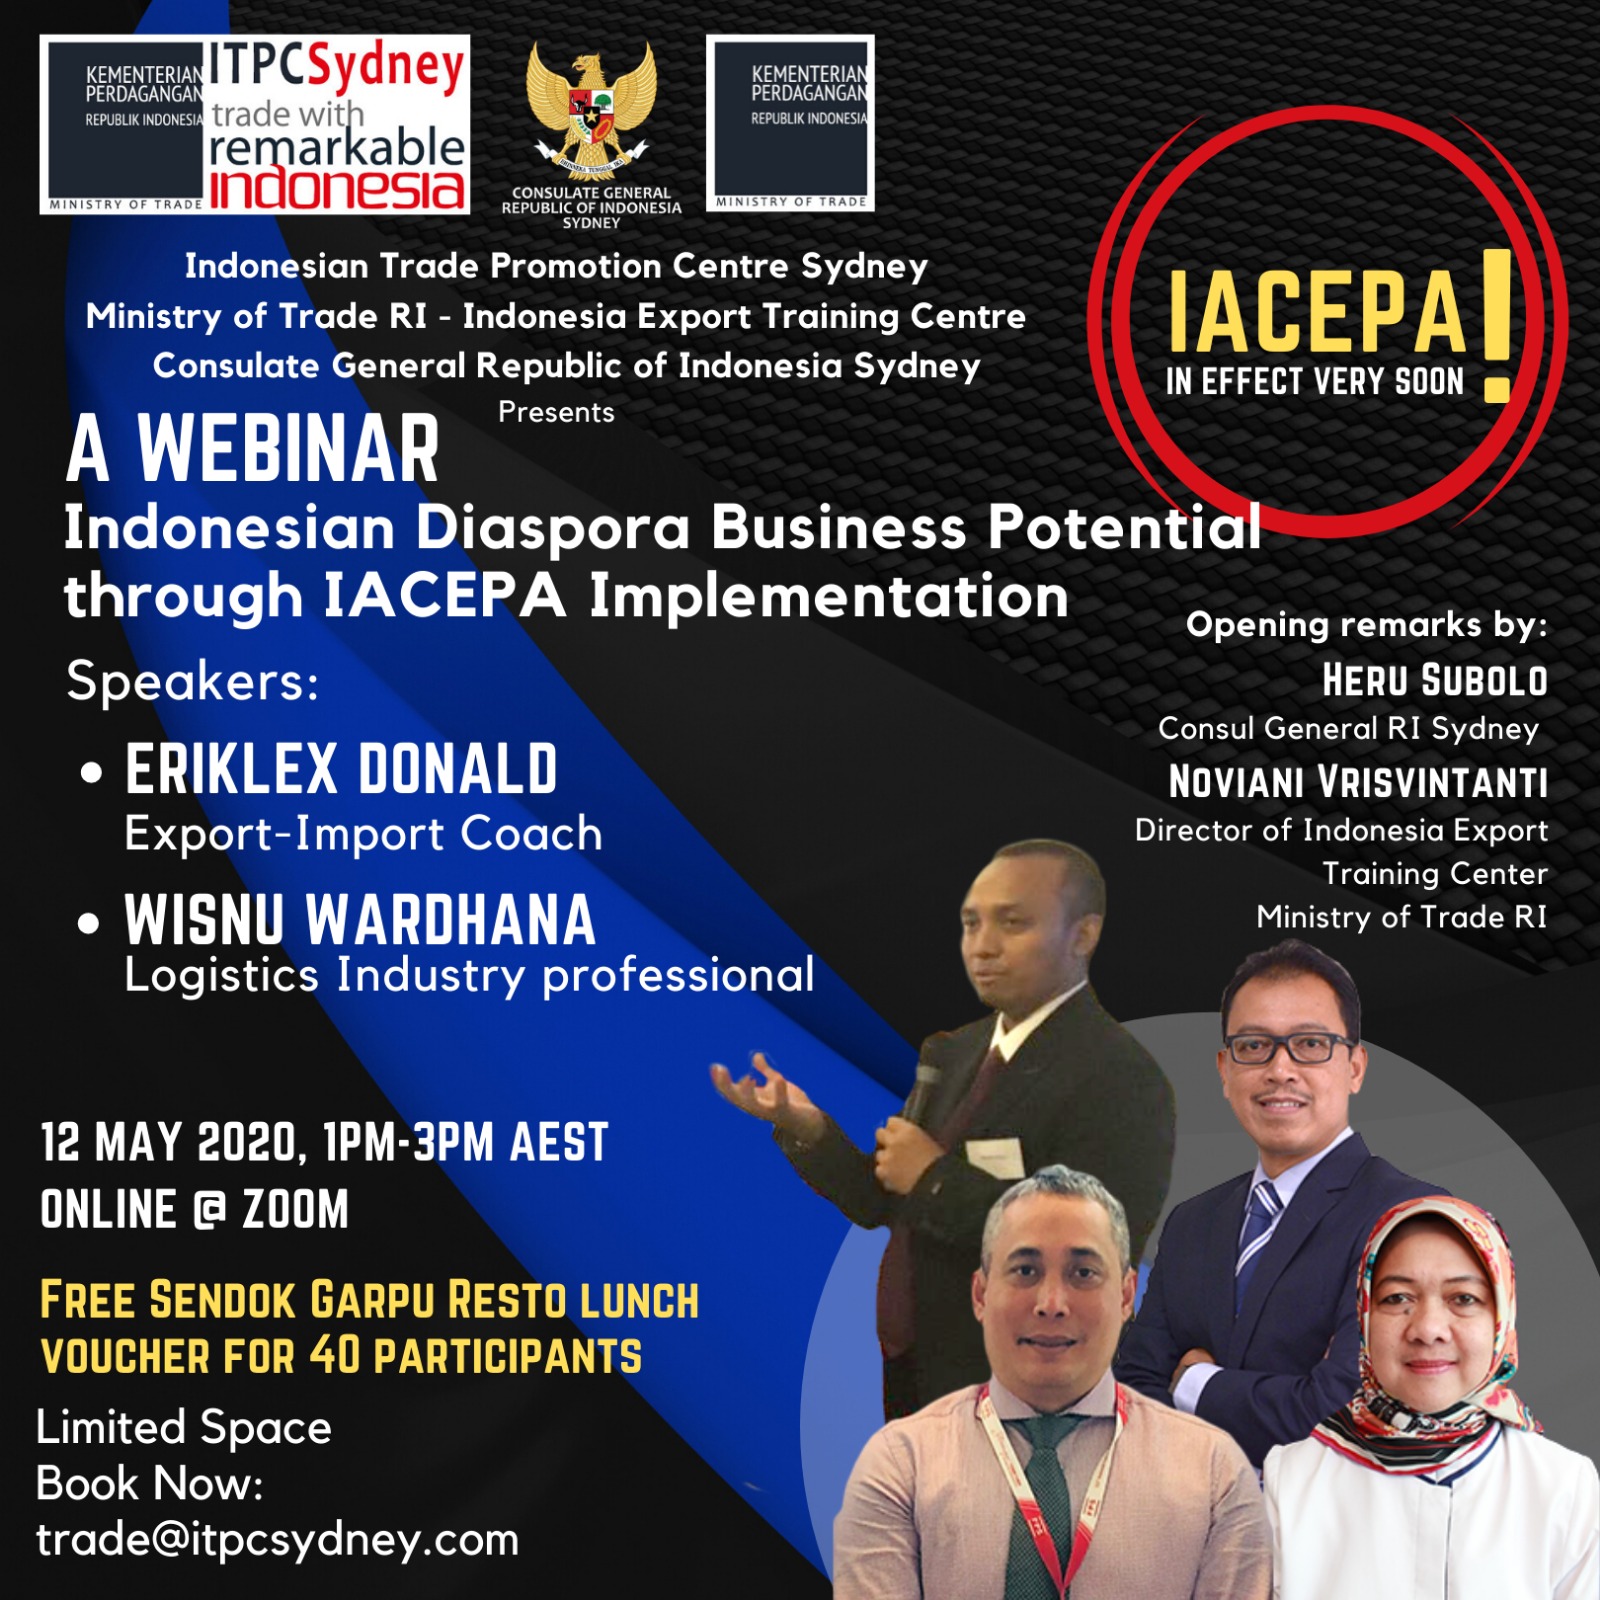 KEMENTERIAN
PERDAGANGAN
REPUBLIK INDONESIA
MINISTRY OF TRADE
ITPCSydney
trade with
remarkable
indonesia
BHINNEKA TUNGGAL IKA
CONSULATE GENERAL
REPUBLIC OF INDONESIA
SYDNEY
KEMENTERIAN
PERDAGANGAN
REPUBLIK INDONESIA
MINISTRY OF TRADE
Indonesian Trade Promotion Centre Sydney
Ministry of Trade RI - Indonesia Export Training Centre
Consulate General Republic of Indonesia Sydney
Presents
IACEPA!
IN EFFECT VERY SOON
A WEBINAR
Indonesian Diaspora Business Potential
through IACEPA Implementation
Speakers:
• ERIKLEX DONALD
Export-Import Coach
• WISNU WARDHANA
Logistics Industry professional
Opening remarks by:
HERU SUBOLO
Consul General RI Sydney
NOVIANI VRISVINTANTI
Director of Indonesia Export
Training Center
Ministry of Trade RI
12 MAY 2020, 1PM-3PM AEST
ONLINE @ ZOOM
FREE SENDOK GARPU RESTO LUNCH
VOUCHER FOR 40 PARTICIPANTS
Limited Space
Book Now:
trade@itpcsydney.com